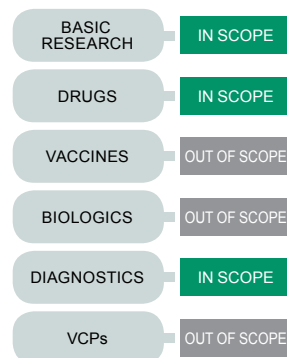 BASIC
RESEARCH
IN SCOPE
DRUGS
IN SCOPE
VACCINES
OUT OF SCOPE
BIOLOGICS
OUT OF SCOPE
DIAGNOSTICS
IN SCOPE
VCPs
OUT OF SCOPE